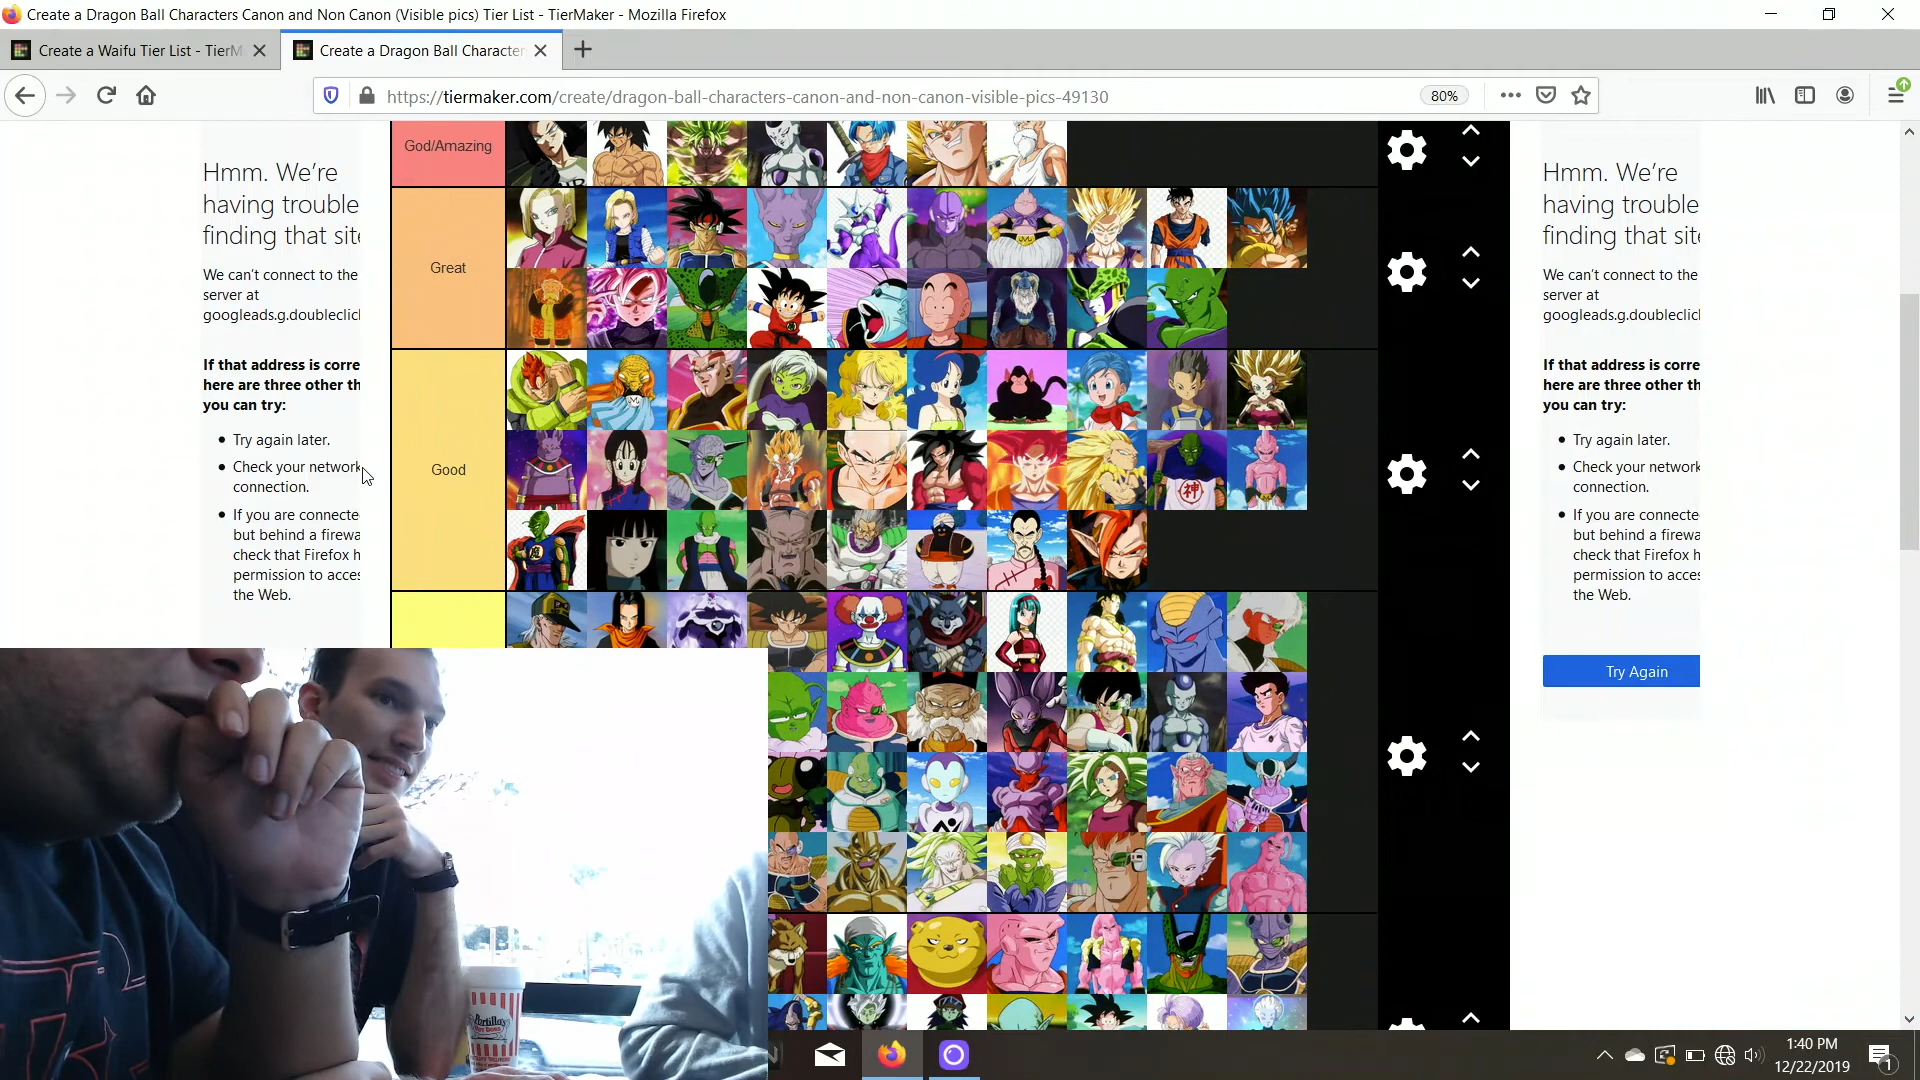 Create a Dragon Ball Characters Canon and Non Canon (Visible pics) Tier List - TierMaker - Mozilla Firefox
Create a Waifu Tier List - TierM
Create a Dragon Ball Character
https://tiermaker.com/create/dragon-ball-characters-canon-and-non-canon-visible-pics-49130
80%
Hmm. We're
having trouble
finding that site
We can't connect to the
server at
googleads.g.doubleclic
If that address is corre
here are three other th
you can try:
Try again later.
Check your network
connection.
If you are connecte
but behind a firewa
check that Firefox h
permission to acces
the Web.
God/Amazing
Great
Good
Hmm. We're
having trouble
finding that site
We can't connect to the
server at
googleads.g.doubleclic
If that address is corre
here are three other th
you can try:
Try again later.
Check your network
connection.
If you are connecte
but behind a firewa
check that Firefox h
permission to acces
the Web.
Try Again
Portillo's
1:40 PM
12/22/2019
1